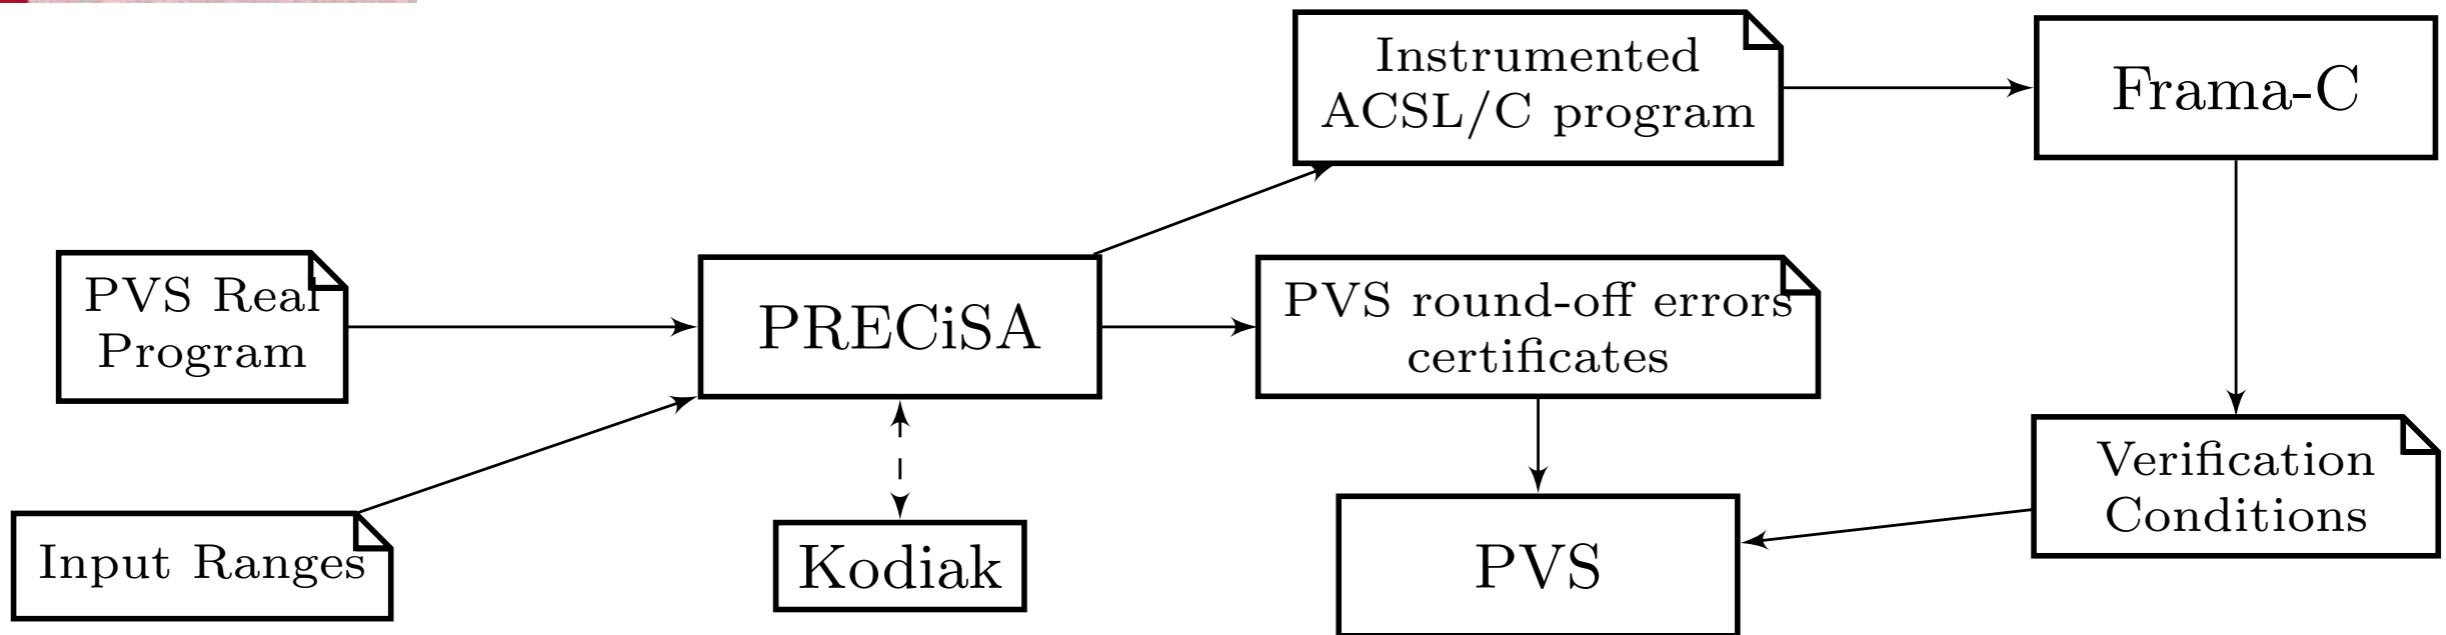 Instrumented
ACSL/C program
Frama-C
PVS Real
Program
PRECiSA
PVS round-off errors
certificates
Verification
Conditions
Input Ranges
Kodiak
PVS